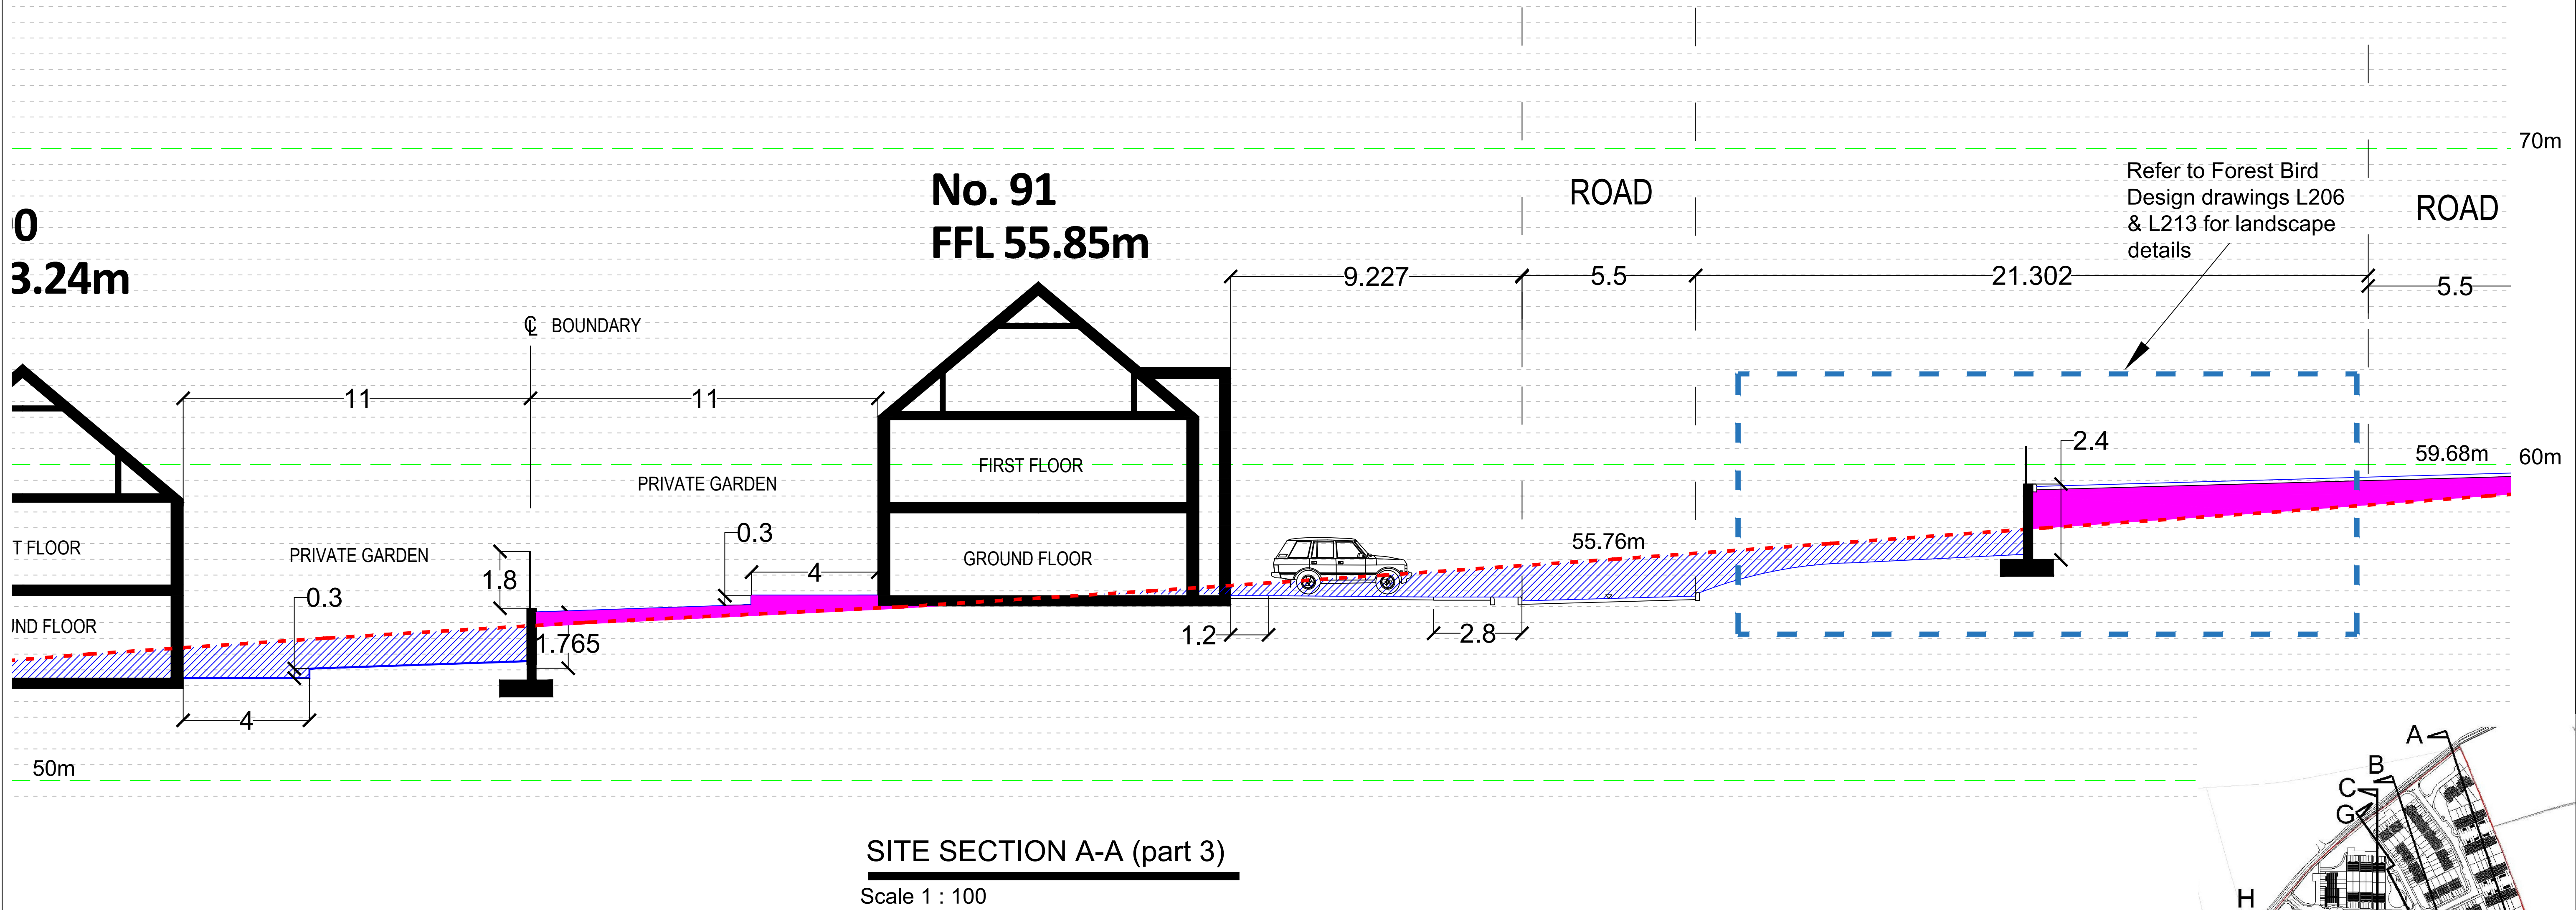 70m
Refer to Forest Bird
Design drawings L206
& L213 for landscape
details
No. 91
FFL 55.85m
ROAD
ROAD
0
3.24m
9.227
5.5
21.302
5.5
℄ BOUNDARY
11
11
2.4
59.68m
60m
FIRST FLOOR
PRIVATE GARDEN
0.3
55.76m
T FLOOR
PRIVATE GARDEN
GROUND FLOOR
1.8
4
0.3
UND FLOOR
1.765
1.2
2.8
4
50m
A
B
C
G
H
SITE SECTION A-A (part 3)
Scale 1 : 100